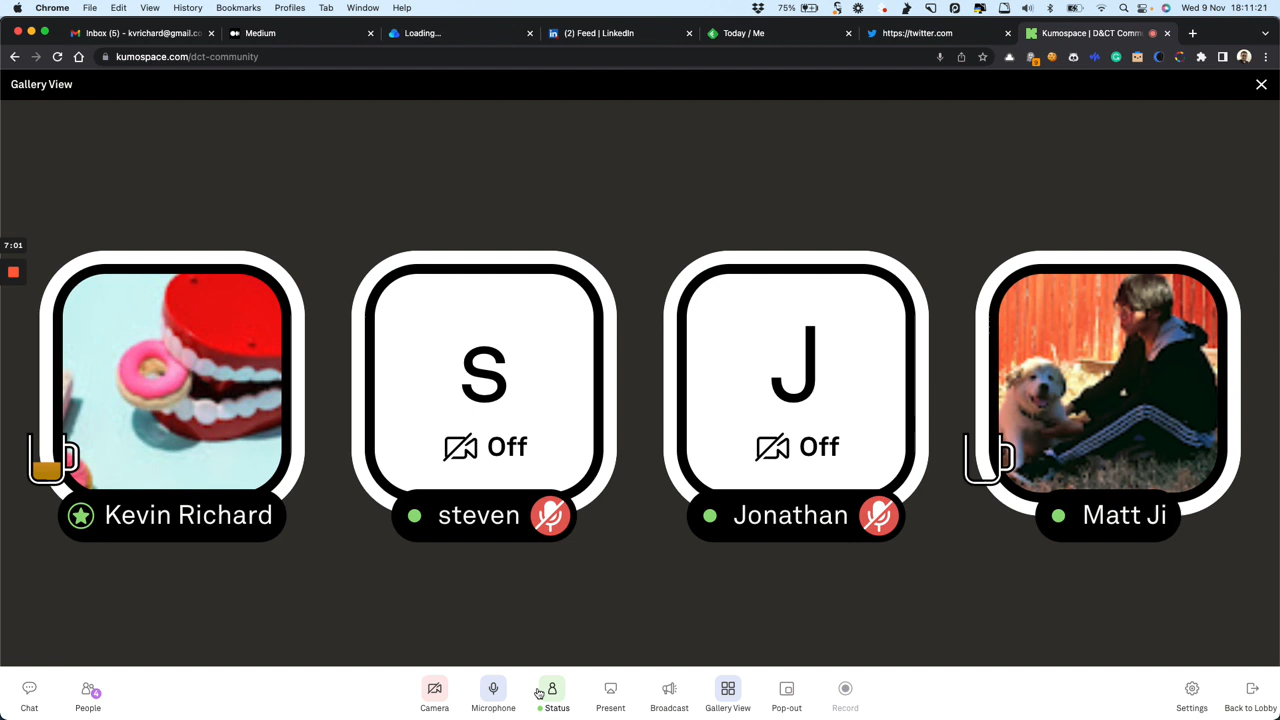 Chrome File Edit View History Bookmarks Profiles Tab Window Help 75% Wed 9 Nov 18:11:21
Inbox (5) - kvrichard@gmail.co Medium Loading... (2) Feed | LinkedIn Today / Me https://twitter.com Kumospace | D&CT Comm
kumospace.com/dct-community
Gallery View
7:01
s
Off
J
Off
Kevin Richard
steven
Jonathan
Matt Ji
4
Chat People Camera Microphone Status Present Broadcast Gallery View Pop-out Record Settings Back to Lobby